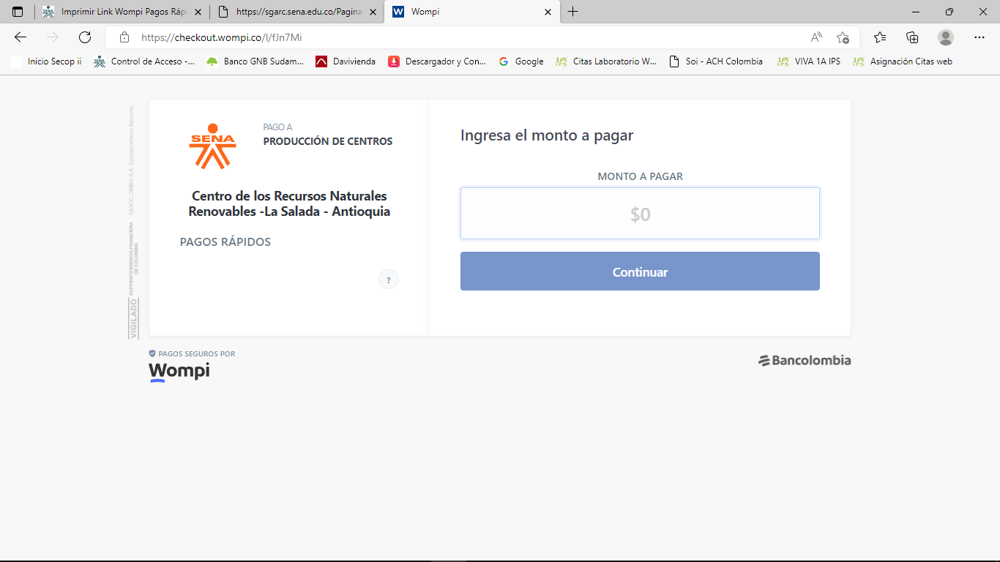 Imprimir Link Wompi Pagos Rápi
https://sgarc.sena.edu.co/Pagina
Wompi
https://checkout.wompi.co/l/fJn7Mi
Inicio Secop ii
Control de Acceso -...
Banco GNB Sudam...
Davivienda
Descargador y Con...
Google
Citas Laboratorio W...
Soi - ACH Colombia
VIVA 1A IPS
Asignación Citas web
SENA
PAGO A
PRODUCCIÓN DE CENTROS
Centro de los Recursos Naturales
Renovables -La Salada - Antioquia
PAGOS RÁPIDOS
?
Ingresa el monto a pagar
MONTO A PAGAR
$0
Continuar
VIGILADO
SUPERINTENDENCIA FINANCIERA
DE COLOMBIA
BANCOLOMBIA S.A. Establecimiento Bancario.
PAGOS SEGUROS POR
Wompi
Bancolombia